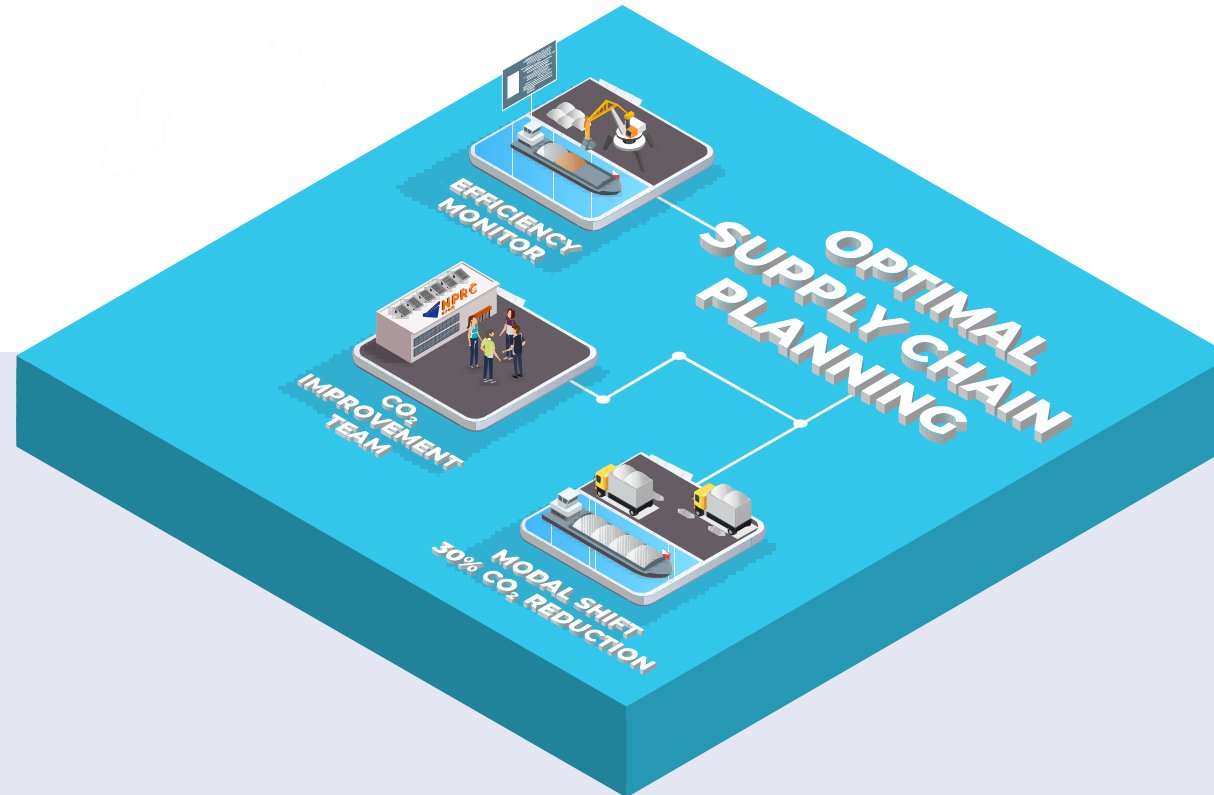 EFFICIENCY
MONITOR
OPTIMAL
SUPPLY CHAIN
PLANNING
NPRC
CO₂
IMPROVEMENT
TEAM
MODAL SHIFT
30% CO₂ REDUCTION